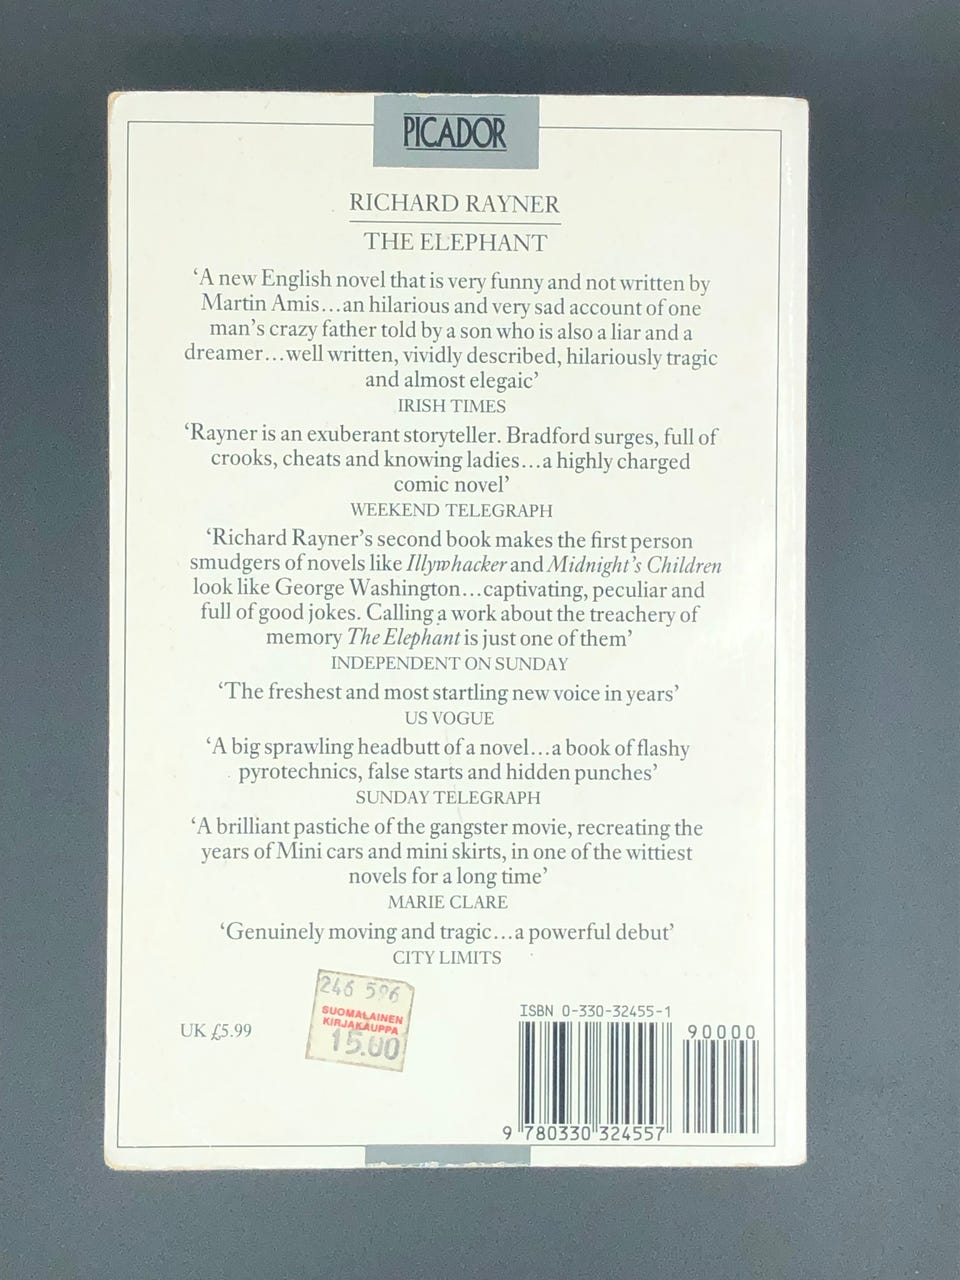 PICADOR
RICHARD RAYNER
THE ELEPHANT
‘A new English novel that is very funny and not written by
Martin Amis...an hilarious and very sad account of one
man’s crazy father told by a son who is also a liar and a
dreamer...well written, vividly described, hilariously tragic
and almost elegaic’
IRISH TIMES
‘Rayner is an exuberant storyteller. Bradford surges, full of
crooks, cheats and knowing ladies...a highly charged
comic novel’
WEEKEND TELEGRAPH
‘Richard Rayner’s second book makes the first person
smudgers of novels like Illywhacker and Midnight’s Children
look like George Washington...captivating, peculiar and
full of good jokes. Calling a work about the treachery of
memory The Elephant is just one of them’
INDEPENDENT ON SUNDAY
‘The freshest and most startling new voice in years’
US VOGUE
‘A big sprawling headbutt of a novel...a book of flashy
pyrotechnics, false starts and hidden punches’
SUNDAY TELEGRAPH
‘A brilliant pastiche of the gangster movie, recreating the
years of Mini cars and mini skirts, in one of the wittiest
novels for a long time’
MARIE CLARE
‘Genuinely moving and tragic...a powerful debut’
CITY LIMITS
246 596
SUOMALAINEN
KIRJAKAUPPA
15.00
UK £5.99
ISBN 0-330-32455-1
90000
9 780330 324557